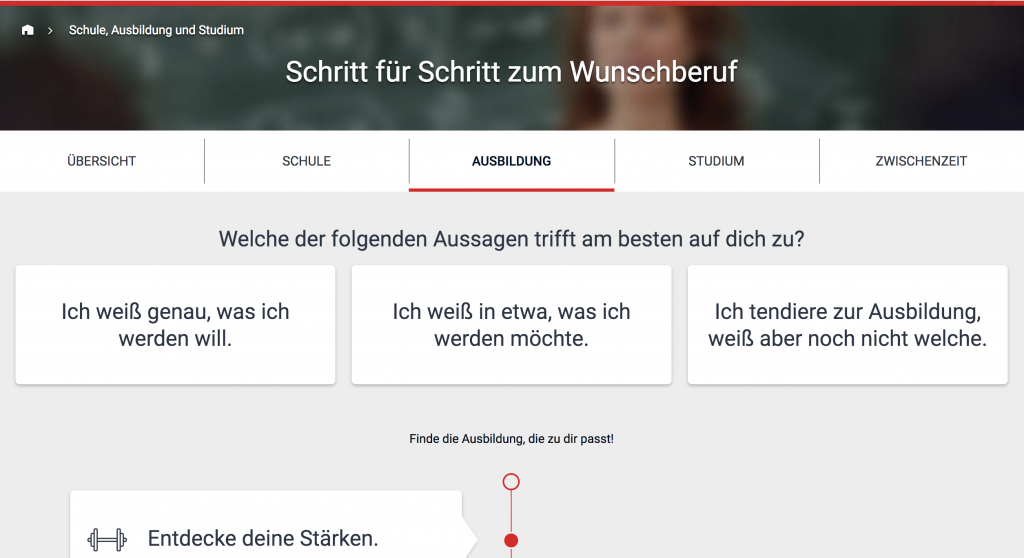 Schule, Ausbildung und Studium
Schritt für Schritt zum Wunschberuf
ÜBERSICHT
SCHULE
AUSBILDUNG
STUDIUM
ZWISCHENZEIT
Welche der folgenden Aussagen trifft am besten auf dich zu?
Ich weiß genau, was ich
werden will.
Ich weiß in etwa, was ich
werden möchte.
Ich tendiere zur Ausbildung,
weiß aber noch nicht welche.
Finde die Ausbildung, die zu dir passt!
Entdecke deine Stärken.